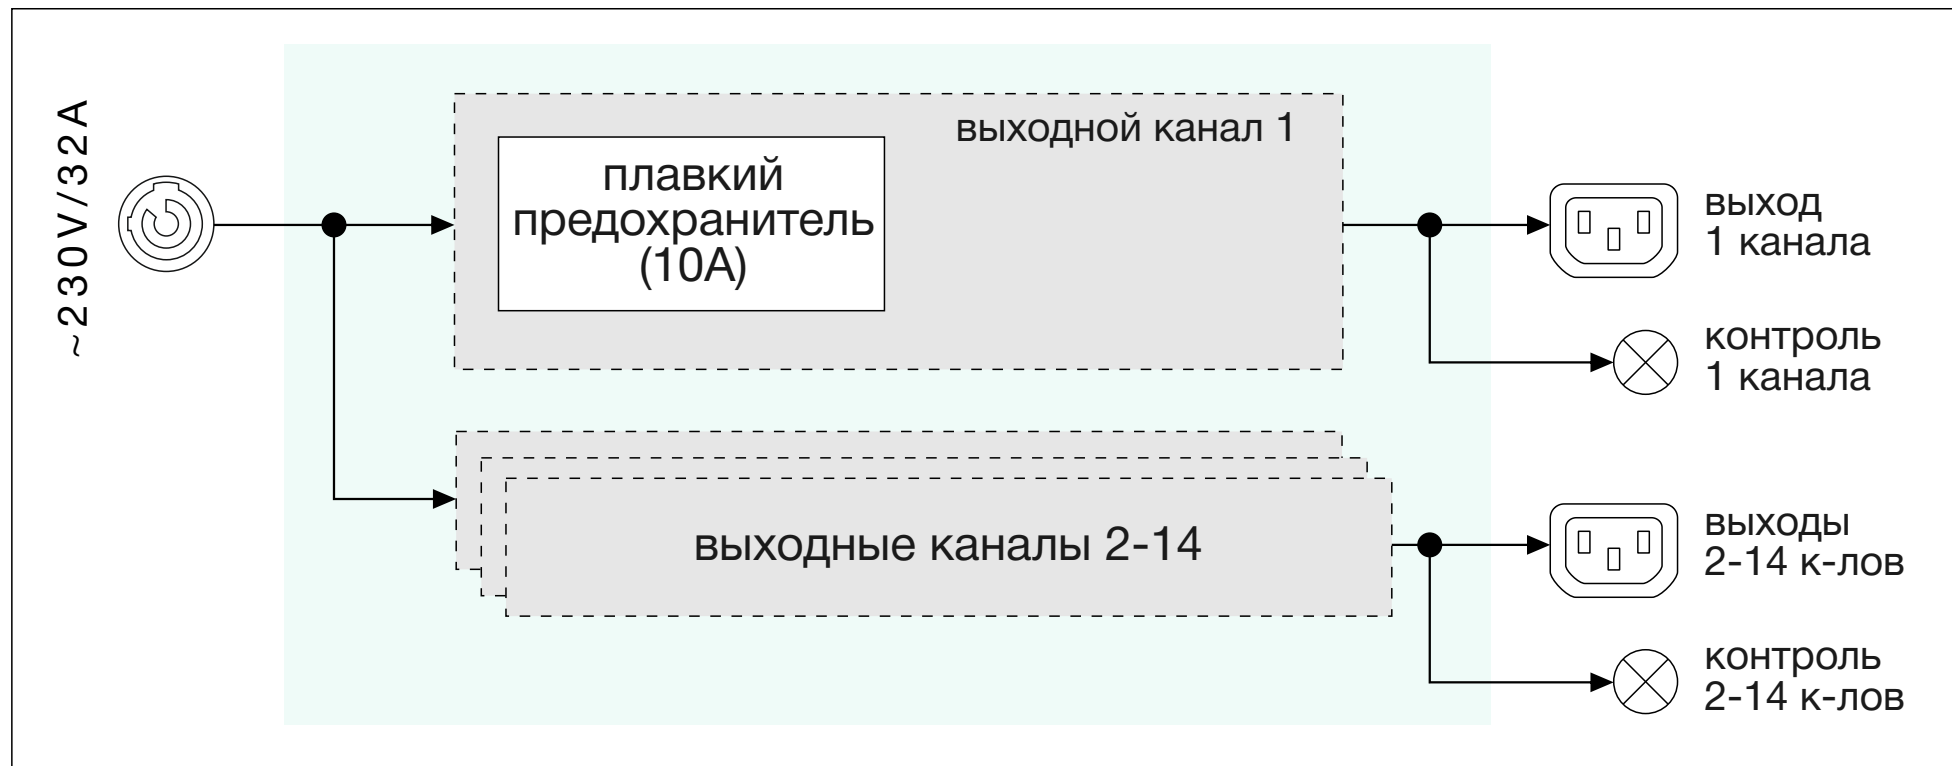 ~230V/32A
выходной канал 1
плавкий
предохранитель
(10А)
выход
1 канала
контроль
1 канала
выходные каналы 2-14
выходы
2-14 к-лов
контроль
2-14 к-лов